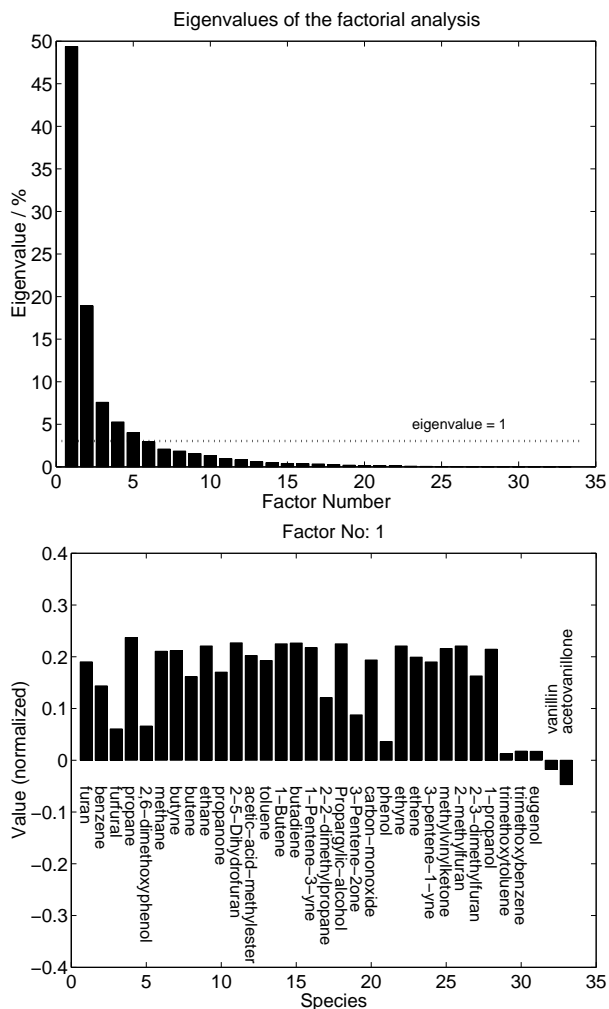 Eigenvalues of the factorial analysis
50
45
40
35
30
25
20
15
10
5
0
Eigenvalue / %
eigenvalue = 1
0 5 10 15 20 25 30 35
Factor Number
Factor No: 1
0.4
0.3
0.2
0.1
0
−0.1
−0.2
−0.3
−0.4
Value (normalized)
furan
benzene
furfural
propane
2,6−dimethoxyphenol
methane
butyne
butene
ethane
propanone
2−5−Dihydrofuran
acetic−acid−methylester
toluene
1−Butene
butadiene
1−Pentene−3−yne
2−2−dimethylpropane
Propargylic−alcohol
3−Pentene−2one
carbon−monoxide
phenol
ethyne
ethene
3−pentene−1−yne
methylvinylketone
2−methylfuran
2−3−dimethylfuran
1−propanol
trimethoxytoluene
trimethoxybenzene
eugenol
vanillin
acetovanillone
0 5 10 15 20 25 30 35
Species